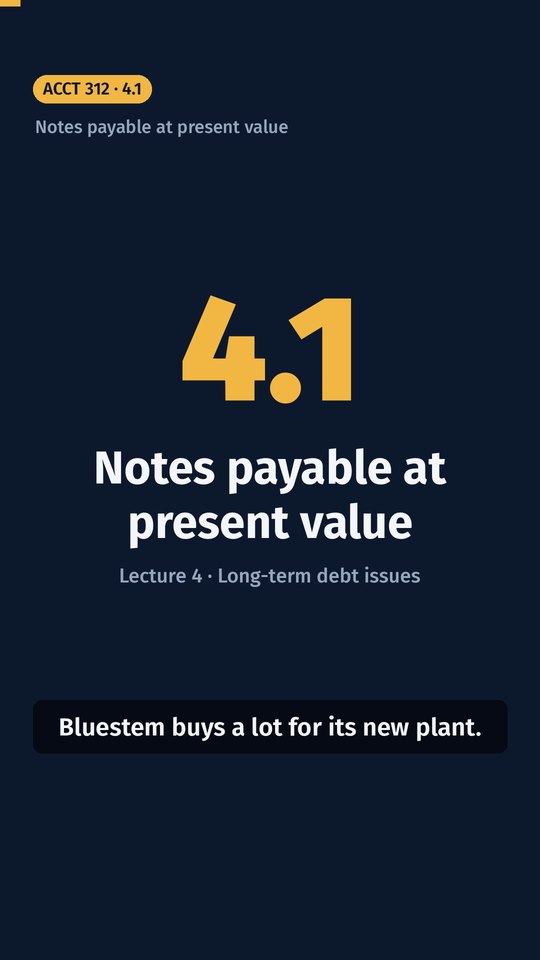 ACCT 312 · 4.1
Notes payable at present value
4.1
Notes payable at
present value
Lecture 4 · Long-term debt issues
Bluestem buys a lot for its new plant.